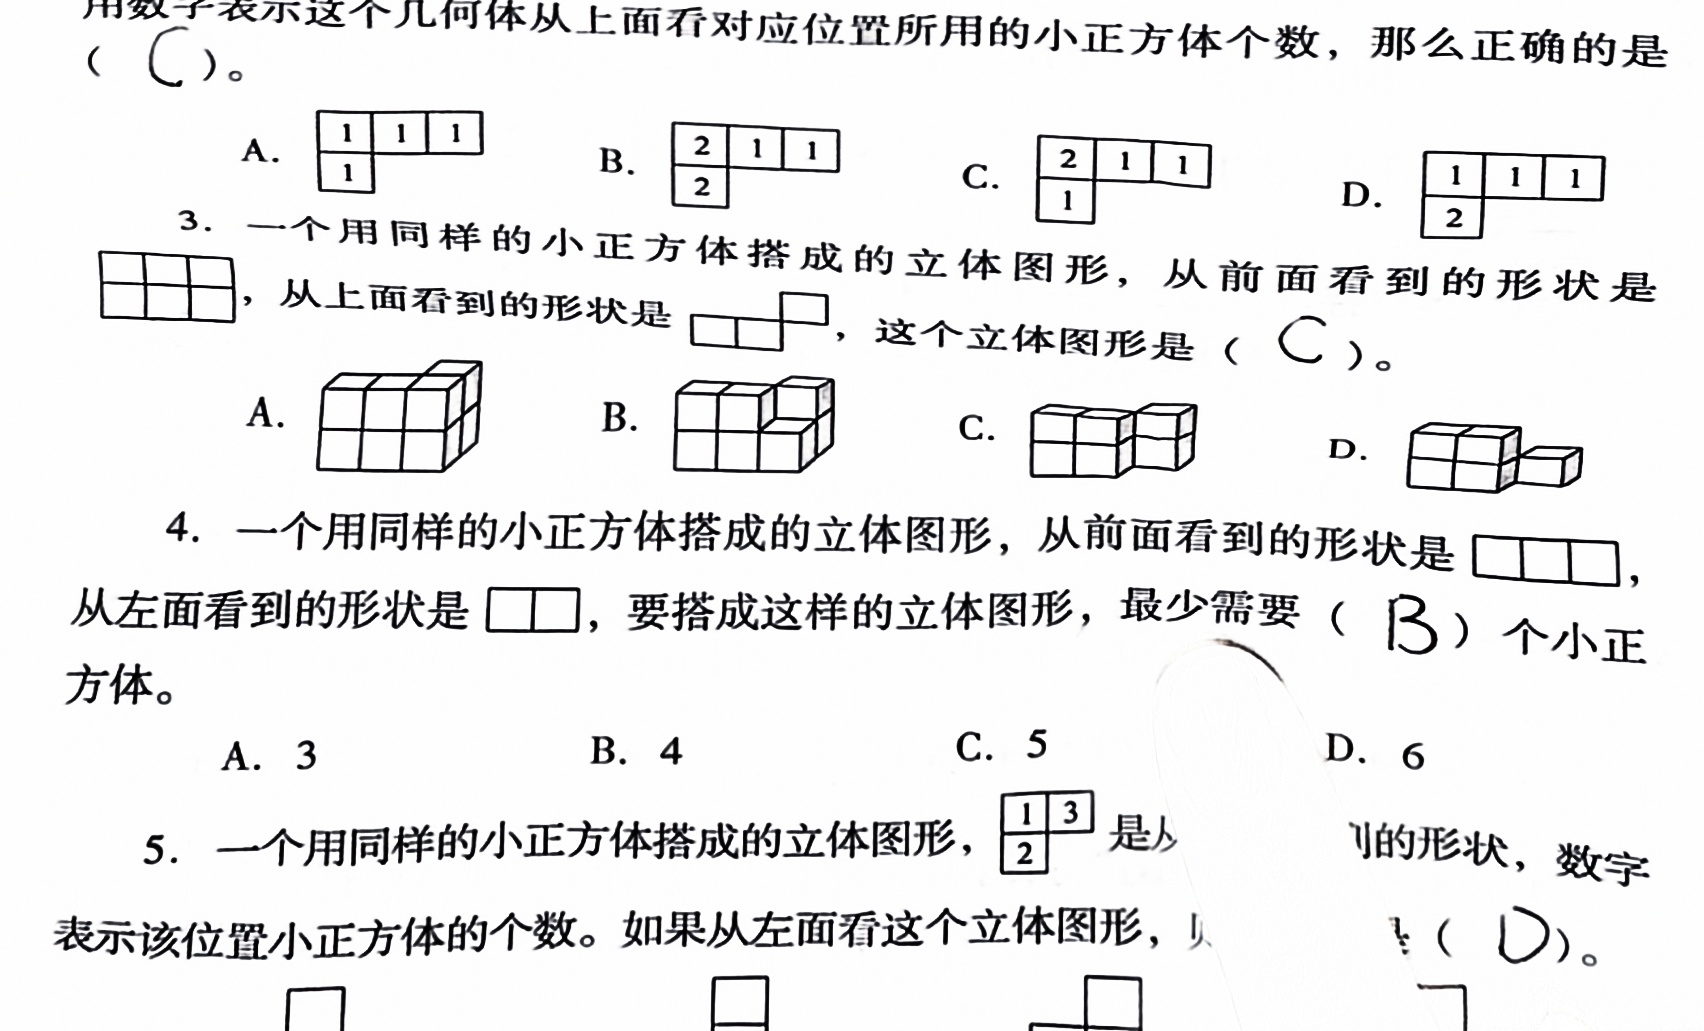 用数字表示这个几何体从上面看对应位置所用的小正方体个数，那么正确的是
（ C ）。
A. 1 1 1 1 B. 2 1 1 2 C. 2 1 1 1 D. 1 1 1 2
3. 一个用同样的小正方体搭成的立体图形，从前面看到的形状是
，从上面看到的形状是 ，这个立体图形是（ C ）。
A. B. C. D.
4. 一个用同样的小正方体搭成的立体图形，从前面看到的形状是 ，
从左面看到的形状是 ，要搭成这样的立体图形，最少需要（ B ）个小正
方体。
A. 3 B. 4 C. 5 D. 6
5. 一个用同样的小正方体搭成的立体图形， 1 3 2 是 的形状，数字
表示该位置小正方体的个数。如果从左面看这个立体图形， （ D ）。